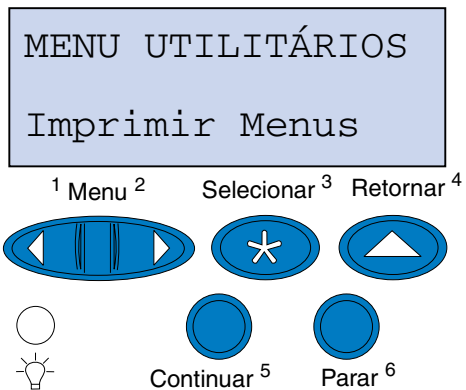 MENU UTILITÁRIOS
Imprimir Menus
1 Menu 2 Selecionar 3 Retornar 4
Continuar 5 Parar 6